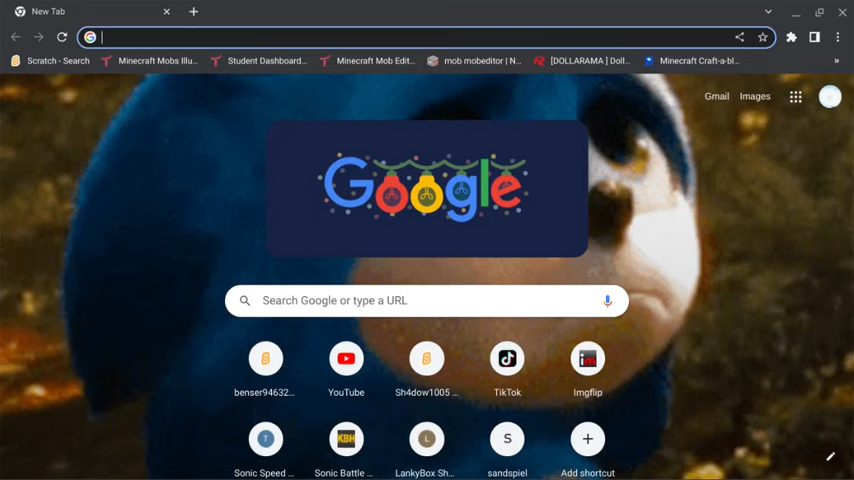 New Tab
Scratch - Search
Minecraft Mobs Illu...
Student Dashboard...
Minecraft Mob Edit...
mob mobeditor | N...
[DOLLARAMA ] Doll...
Minecraft Craft-a-bl...
»
Gmail
Images
Google
Search Google or type a URL
benser94632...
YouTube
Sh4dow1005 ...
TikTok
Imgflip
im
T
KBH
L
S
Sonic Speed ...
Sonic Battle ...
LankyBox Sh...
sandspiel
Add shortcut